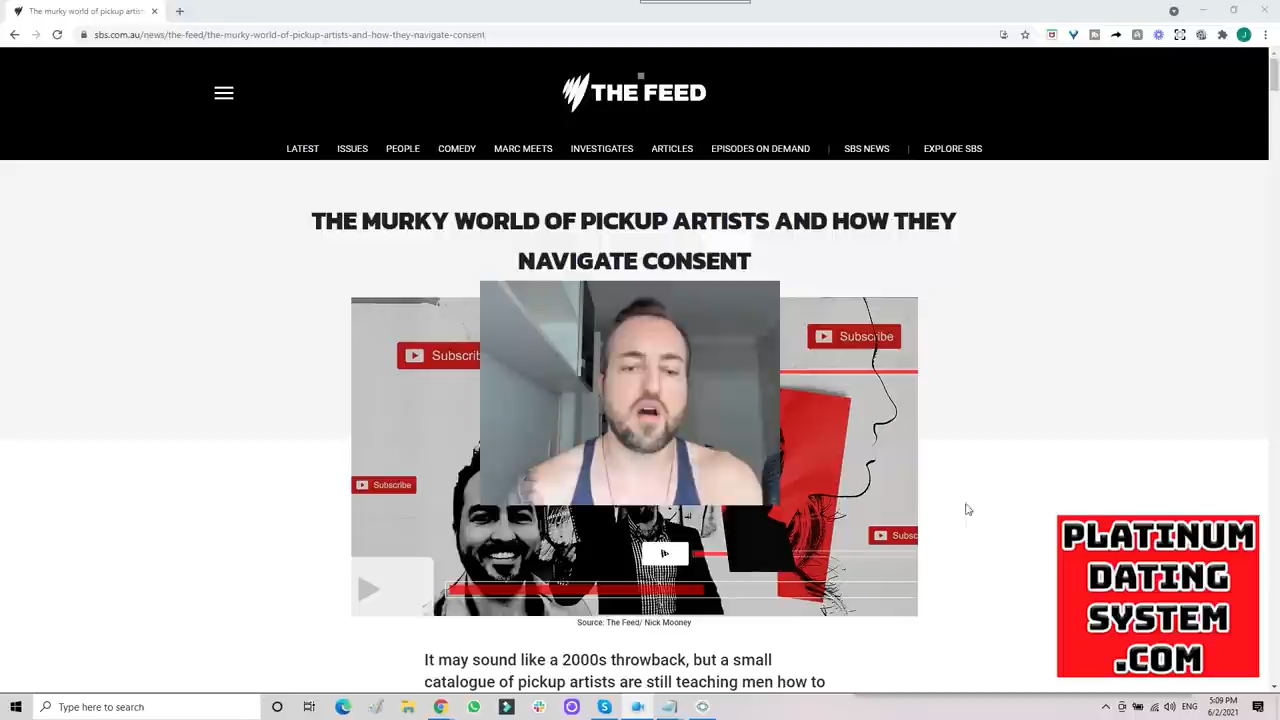 The murky world of pickup artis
sbs.com.au/news/the-feed/the-murky-world-of-pickup-artists-and-how-they-navigate-consent
THE FEED
LATEST ISSUES PEOPLE COMEDY MARC MEETS INVESTIGATES ARTICLES EPISODES ON DEMAND | SBS NEWS | EXPLORE SBS
THE MURKY WORLD OF PICKUP ARTISTS AND HOW THEY
NAVIGATE CONSENT
Subscribe
Subscrib
Subscribe
Subsc
Source: The Feed/ Nick Mooney
It may sound like a 2000s throwback, but a small
catalogue of pickup artists are still teaching men how to
PLATINUM
DATING
SYSTEM
.COM
Type here to search
ENG
5:09 PM
6/2/2021